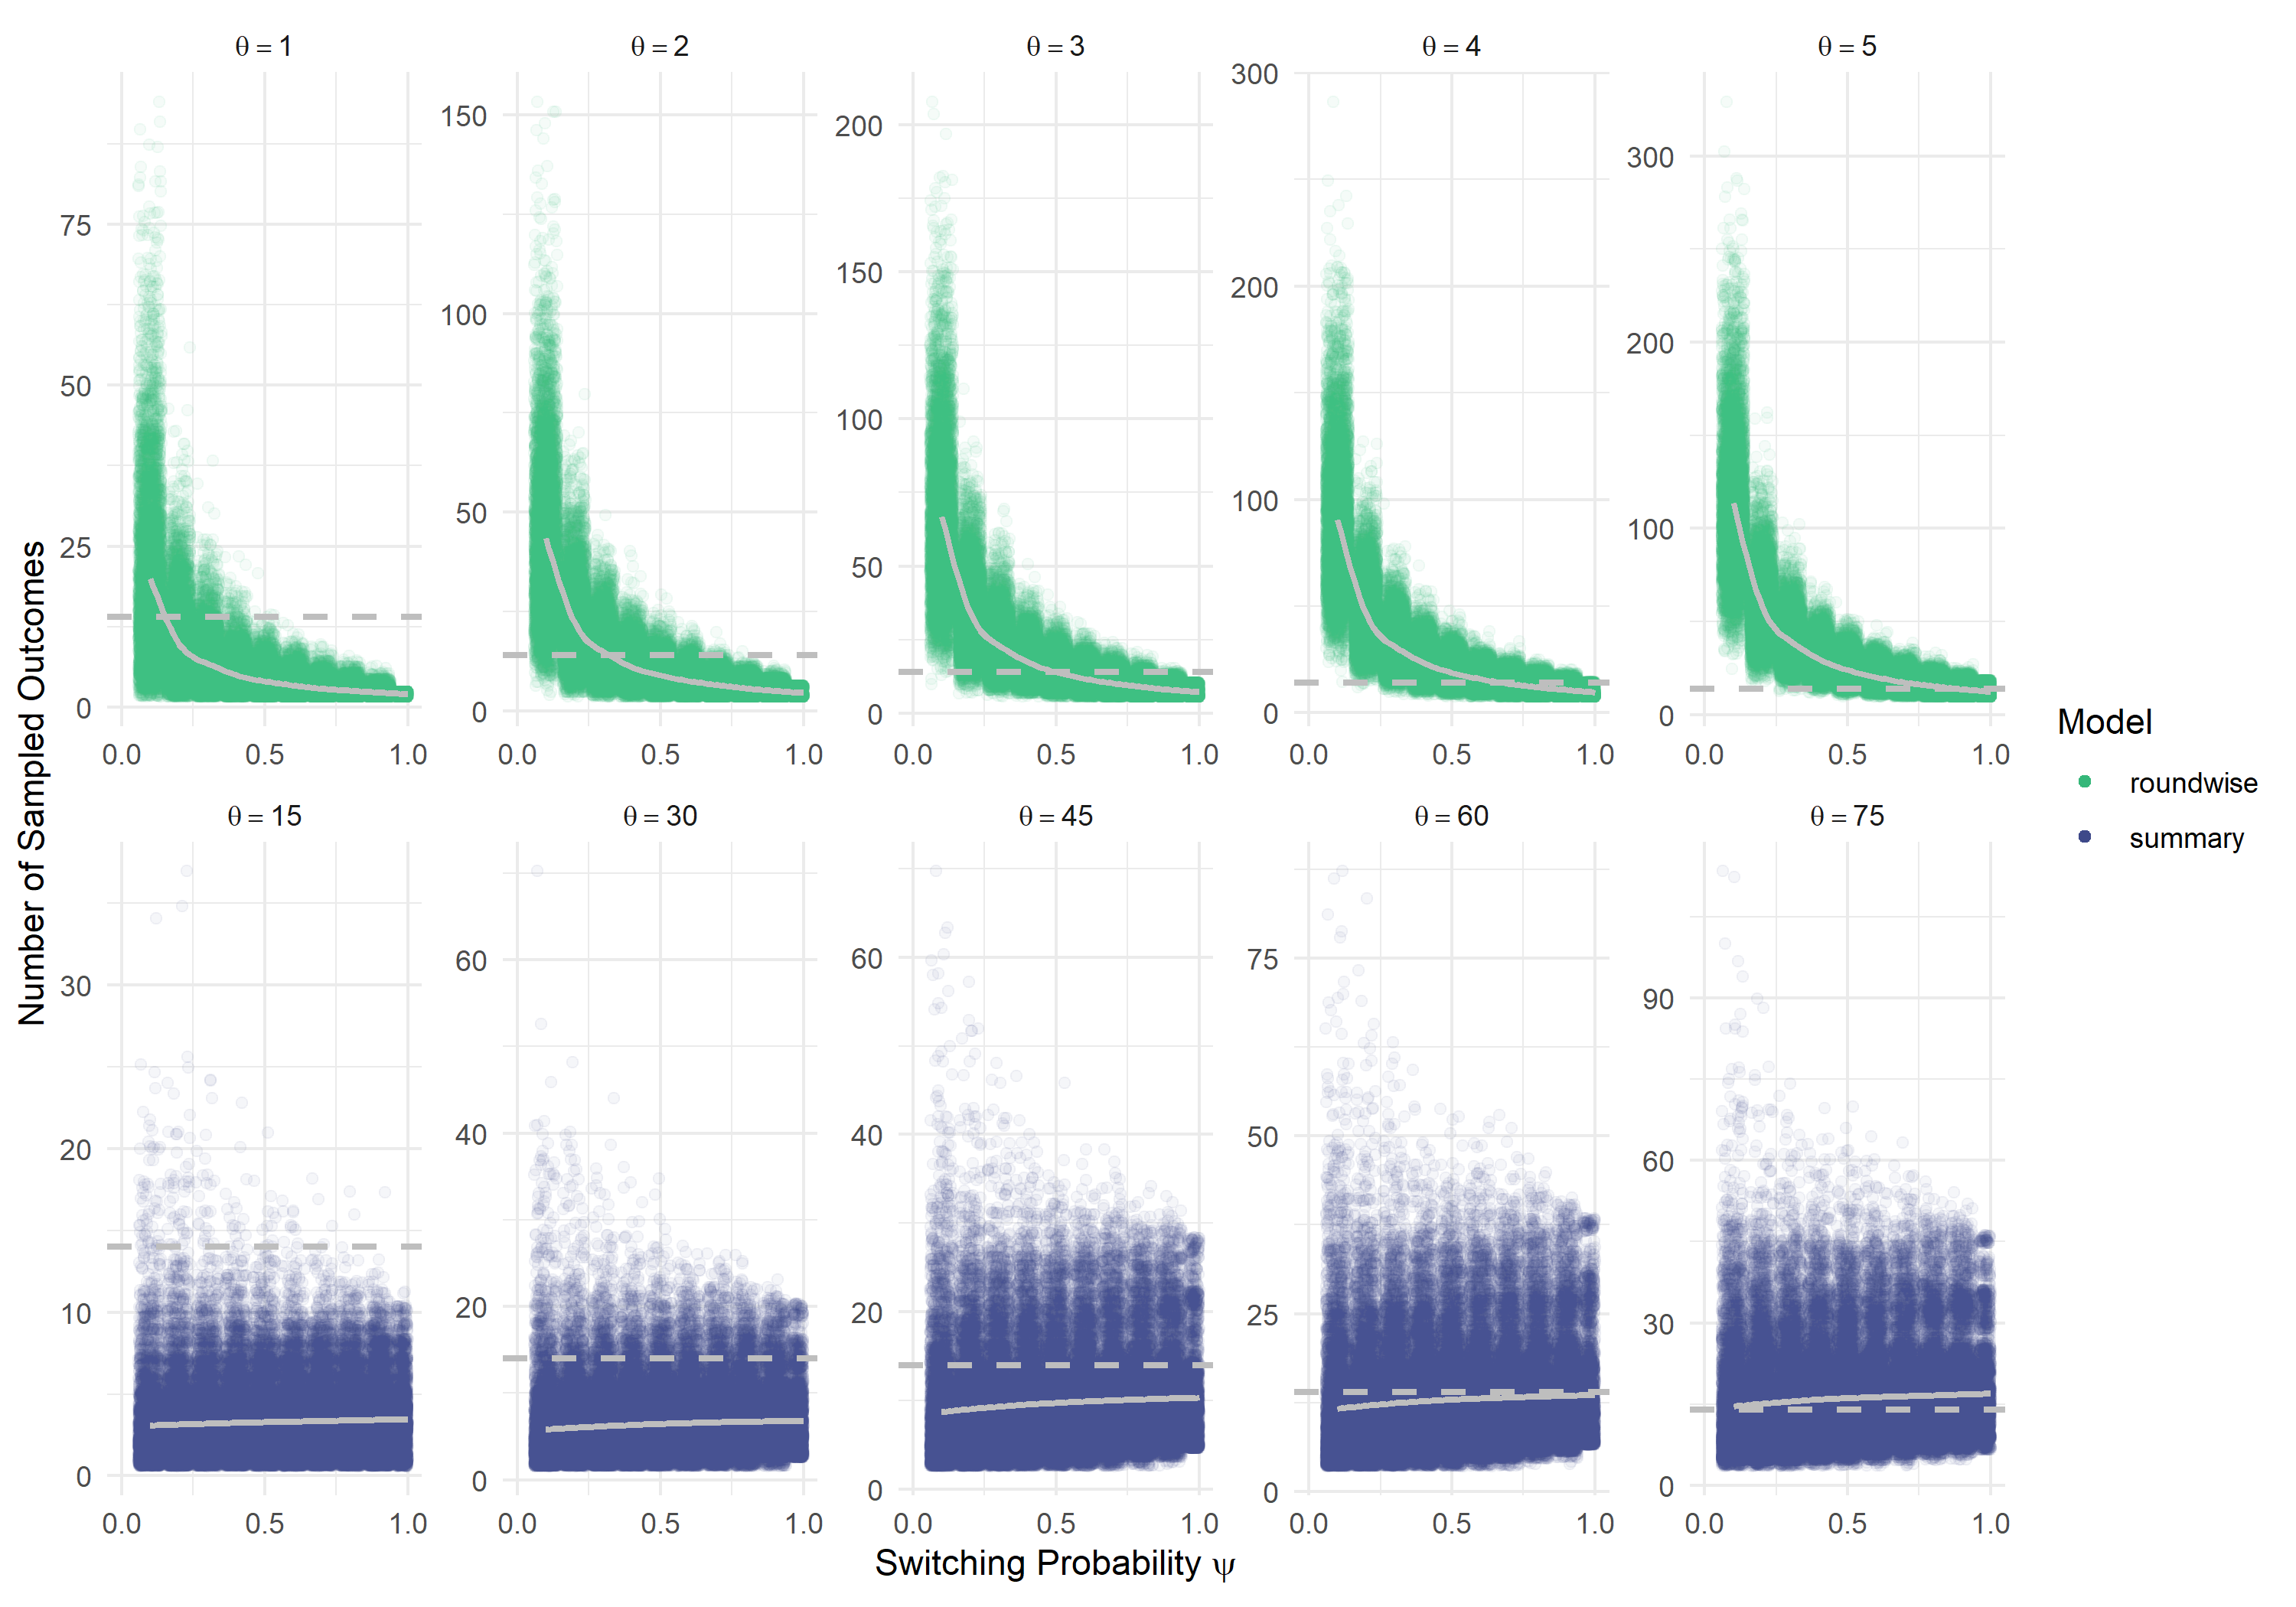 θ = 1
θ = 2
θ = 3
θ = 4
θ = 5
0
25
50
75
0
50
100
150
0
50
100
150
200
0
100
200
300
0
100
200
300
0.0 0.5 1.0
0.0 0.5 1.0
0.0 0.5 1.0
0.0 0.5 1.0
0.0 0.5 1.0
θ = 15
θ = 30
θ = 45
θ = 60
θ = 75
0
10
20
30
0
20
40
60
0
20
40
60
0
25
50
75
0
30
60
90
0.0 0.5 1.0
0.0 0.5 1.0
0.0 0.5 1.0
0.0 0.5 1.0
0.0 0.5 1.0
Number of Sampled Outcomes
Switching Probability ψ
Model
roundwise
summary